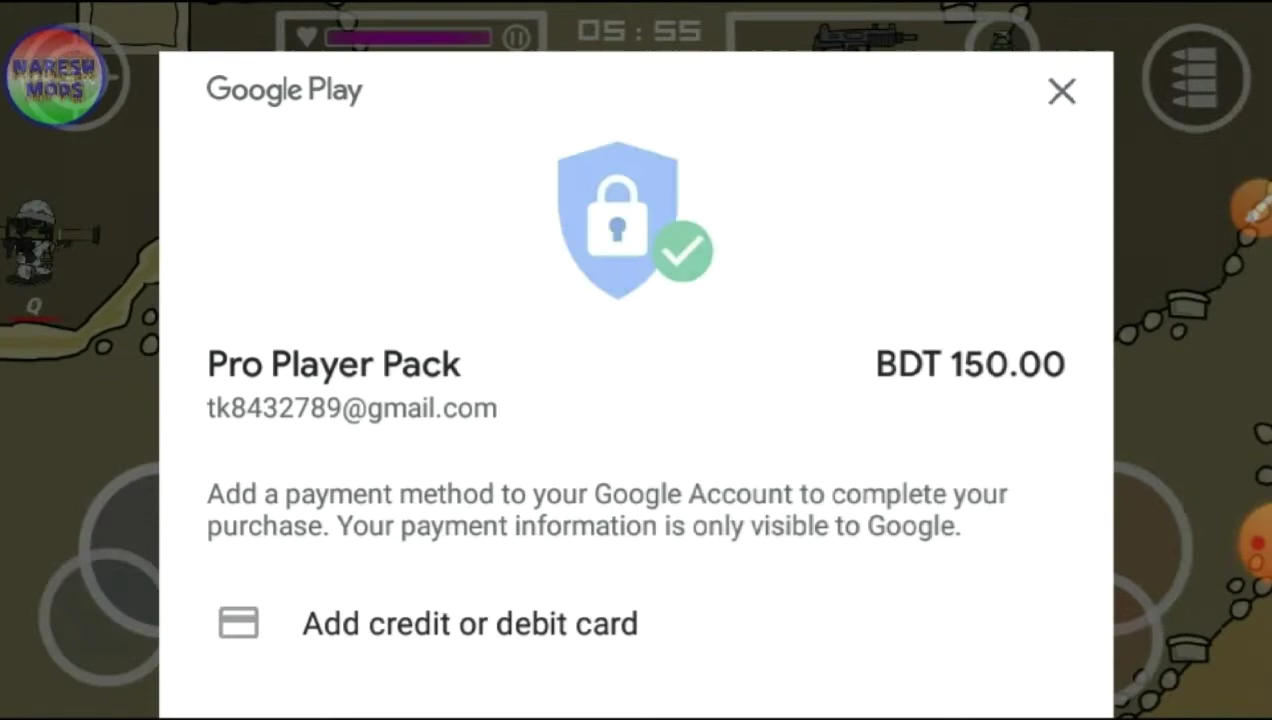 05:55
NARESH
MODS
Google Play
Pro Player Pack
BDT 150.00
tk8432789@gmail.com
Add a payment method to your Google Account to complete your
purchase. Your payment information is only visible to Google.
Add credit or debit card
Q